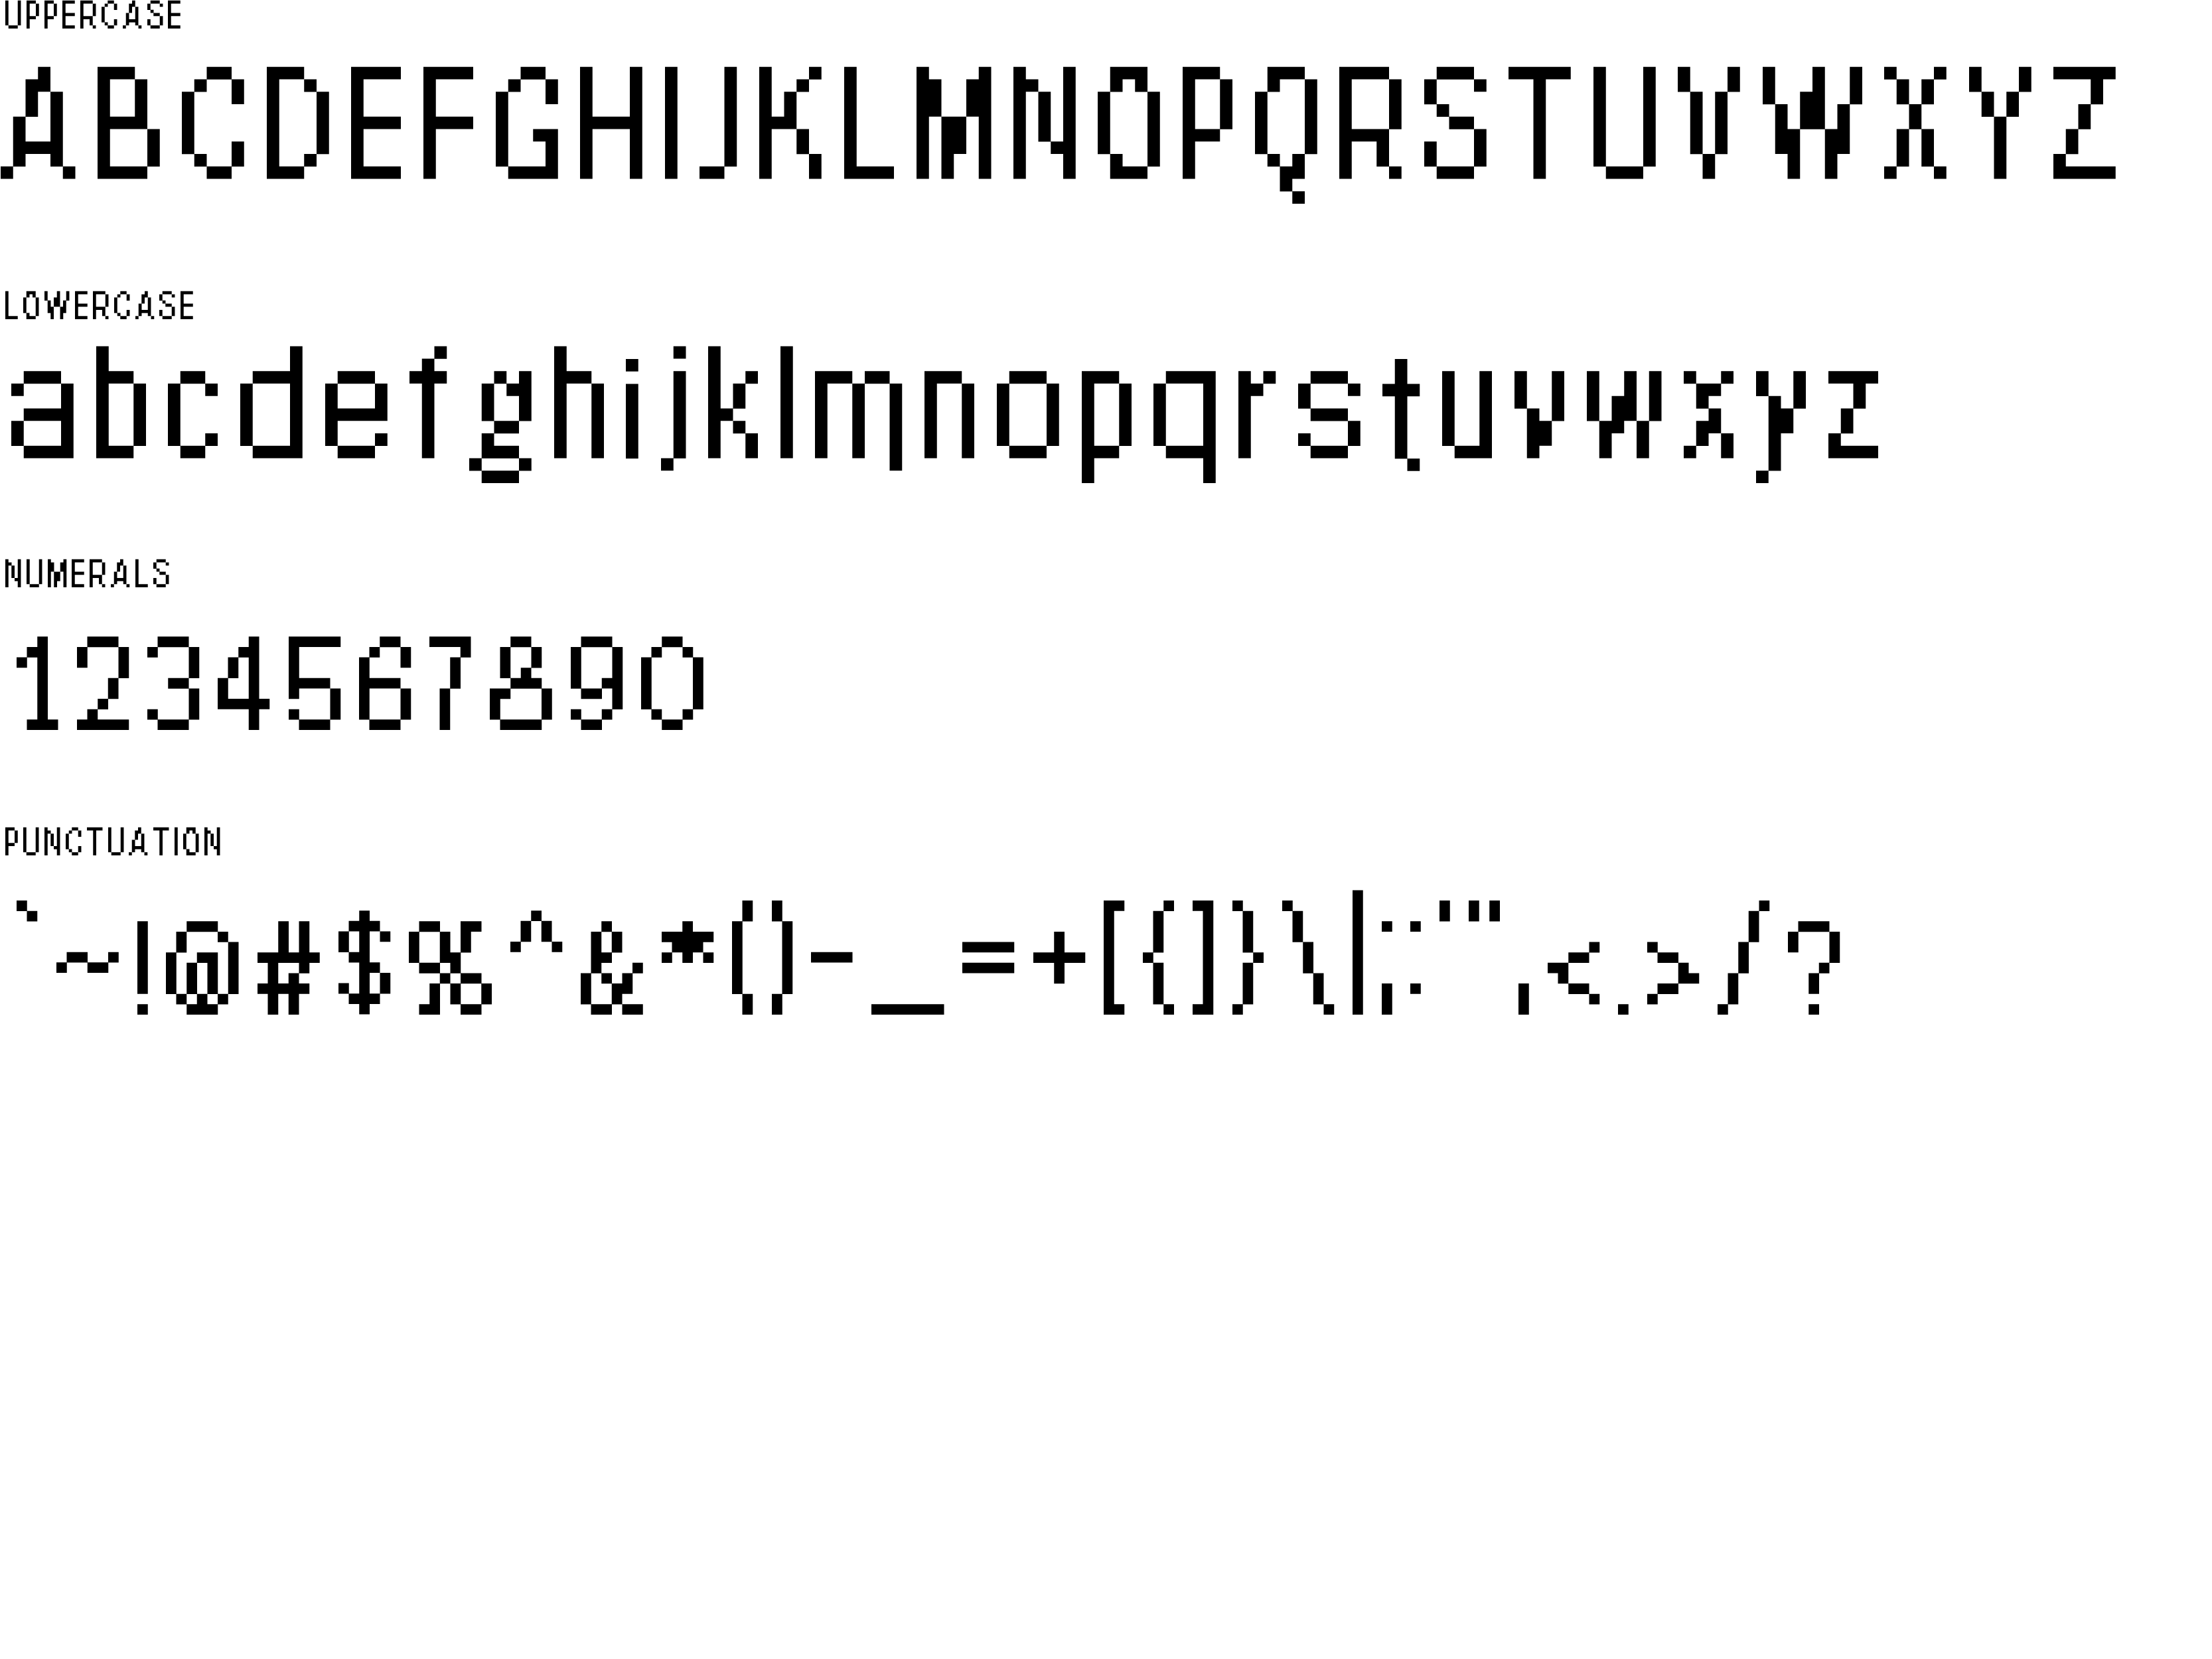 UPPERCASE
ABCDEFGHIJKLMNOPQRSTUVWXYZ
LOWERCASE
abcdefghijklmnopqrstuvwxyz
NUMERALS
1234567890
PUNCTUATION
`~!@#$%^&*()-_=+[{]}\|;:'",<.>/?